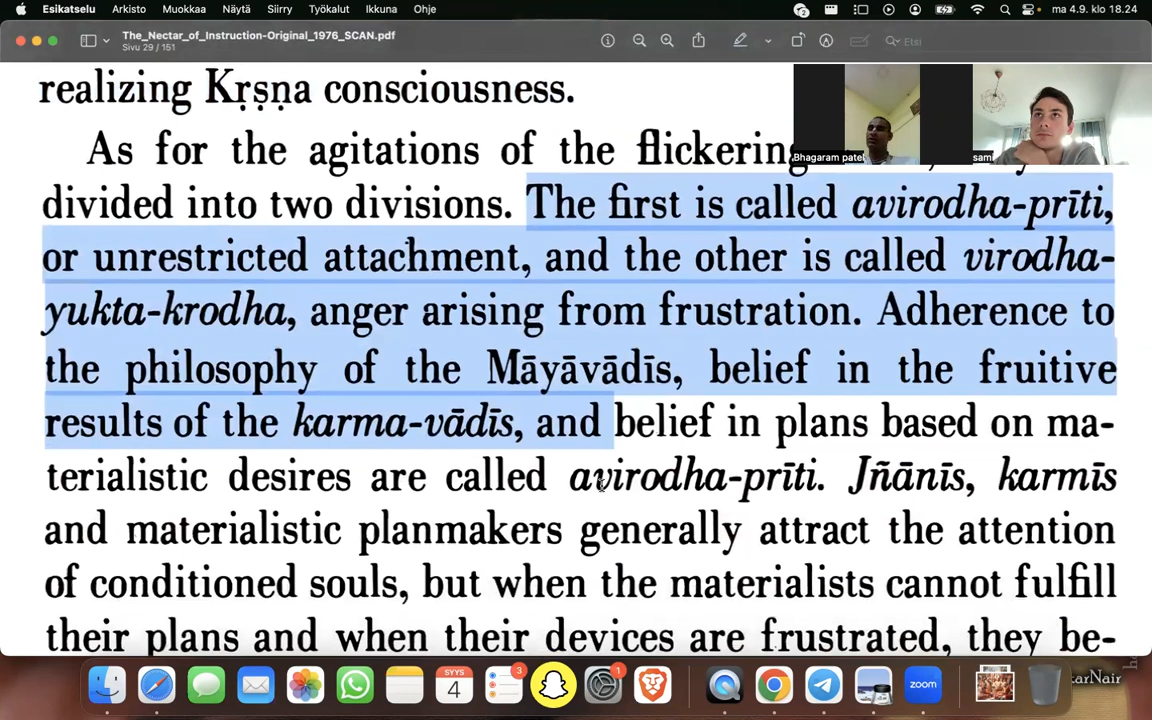 Esikatselu Arkisto Muokkaa Näytä Siirry Työkalut Ikkuna Ohje
2
ma 4.9. klo 18.24
The_Nectar_of_Instruction-Original_1976_SCAN.pdf
Sivu 29 / 151
Etsi
realizing Kṛṣṇa consciousness.
As for the agitations of the flickering
divided into two divisions. The first is called avirodha-prīti,
or unrestricted attachment, and the other is called virodha-
yukta-krodha, anger arising from frustration. Adherence to
the philosophy of the Māyāvādīs, belief in the fruitive
results of the karma-vādīs, and belief in plans based on ma-
terialistic desires are called avirodha-prīti. Jñānīs, karmīs
and materialistic planmakers generally attract the attention
of conditioned souls, but when the materialists cannot fulfill
their plans and when their devices are frustrated, they be-
Bhagaram patel
sami
SYYS
4
3
1
zoom